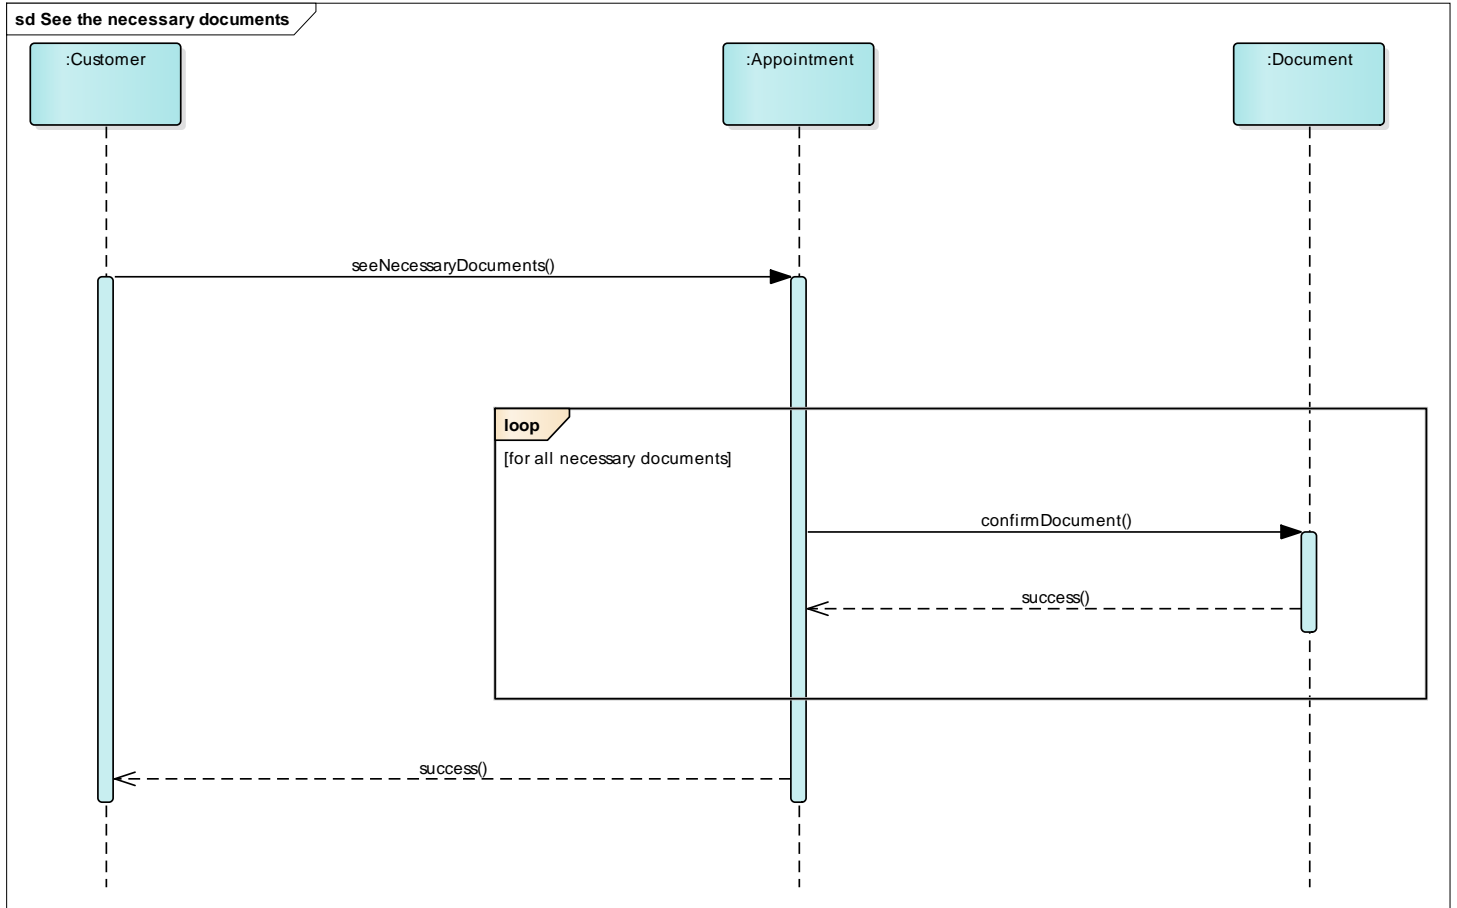 sd See the necessary documents
:Customer
:Appointment
:Document
seeNecessaryDocuments()
loop
[for all necessary documents]
confirmDocument()
success()
success()